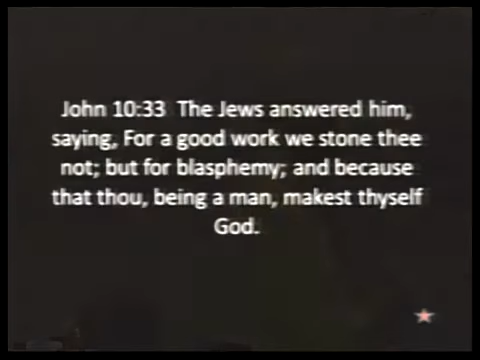 John 10:33  The Jews answered him,
saying, For a good work we stone thee
not; but for blasphemy; and because
that thou, being a man, makest thyself
God.